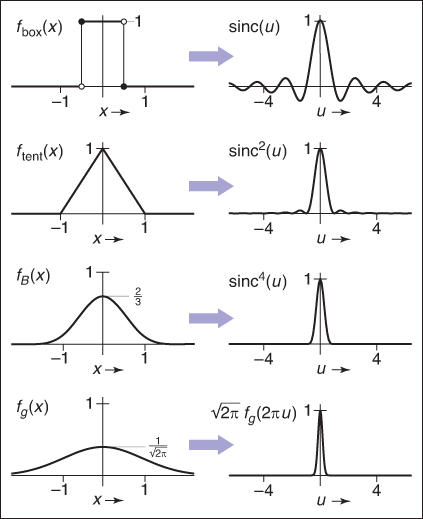 f_box(x) 1 sinc(u) 1
−1 1 −4 4
x → u →
f_tent(x) 1 sinc²(u) 1
−1 1 −4 4
x → u →
f_B(x) 1 2/3 sinc⁴(u) 1
−1 1 −4 4
x → u →
f_g(x) 1 1/√2π √2π f_g(2πu) 1
−1 1 −4 4
x → u →